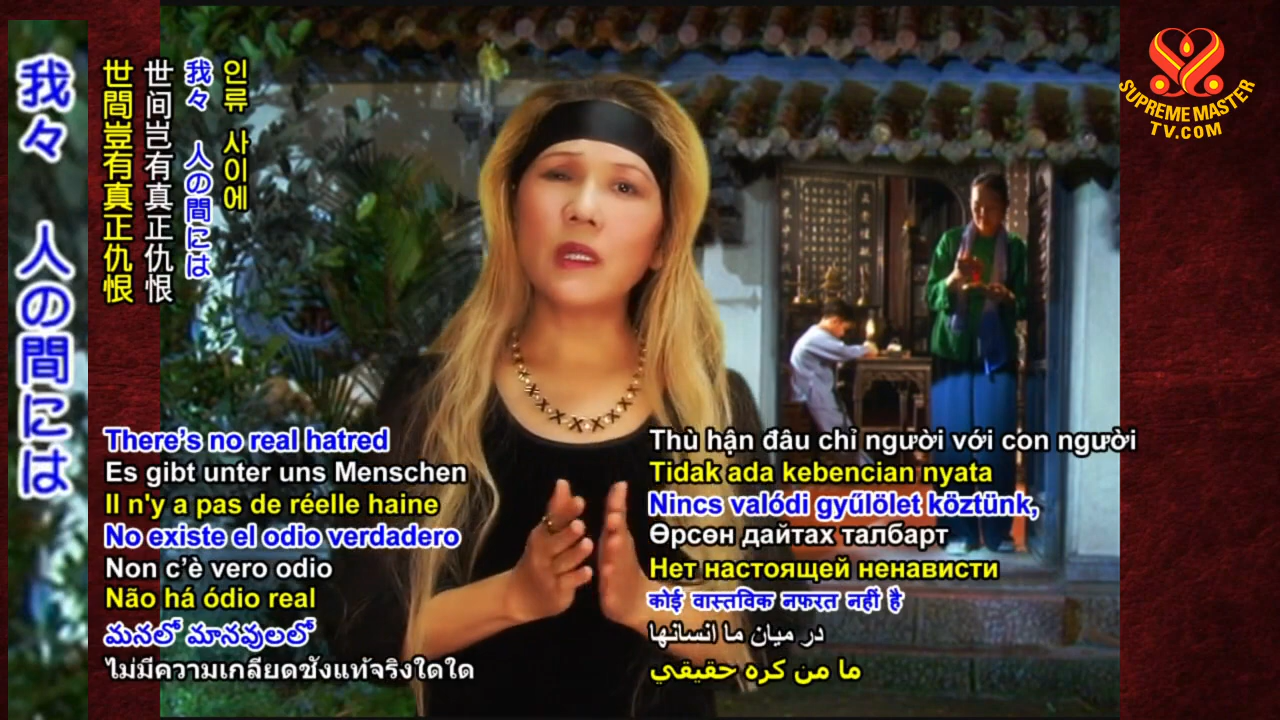 我々 人の間には
世間豈有真正仇恨
世间岂有真正仇恨
我々 人の間には
인류 사이에
SUPREME MASTER
TV.COM
There's no real hatred
Es gibt unter uns Menschen
Il n'y a pas de réelle haine
No existe el odio verdadero
Non c'è vero odio
Não há ódio real
మనలో మానవులలో
ไม่มีความเกลียดชังแท้จริงใดใด
Thù hận đâu chỉ người với con người
Tidak ada kebencian nyata
Nincs valódi gyűlölet köztünk,
Өрсөн дайтах талбарт
Нет настоящей ненависти
कोई वास्तविक नफरत नहीं है
در میان ما انسانها
ما من كره حقيقي